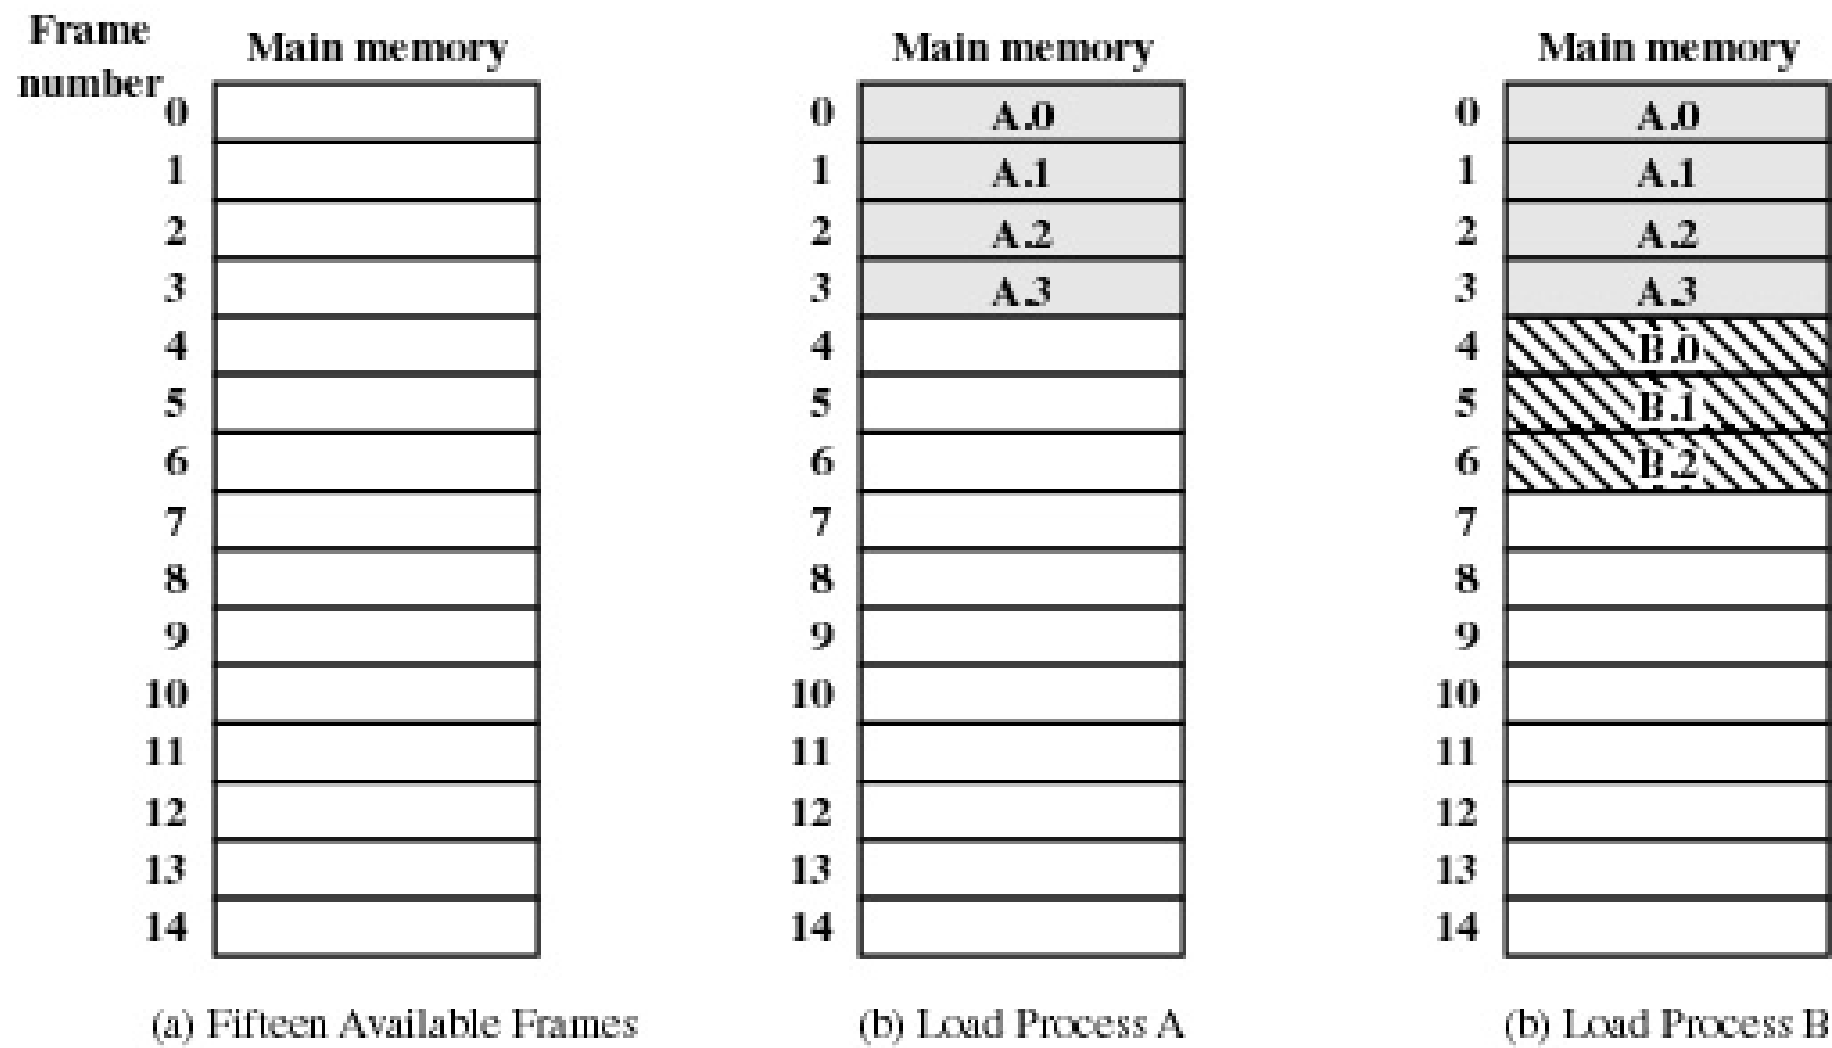 Frame
number
Main memory
0
1
2
3
4
5
6
7
8
9
10
11
12
13
14
(a) Fifteen Available Frames
Main memory
0 A.0
1 A.1
2 A.2
3 A.3
4
5
6
7
8
9
10
11
12
13
14
(b) Load Process A
Main memory
0 A.0
1 A.1
2 A.2
3 A.3
4 B.0
5 B.1
6 B.2
7
8
9
10
11
12
13
14
(b) Load Process B